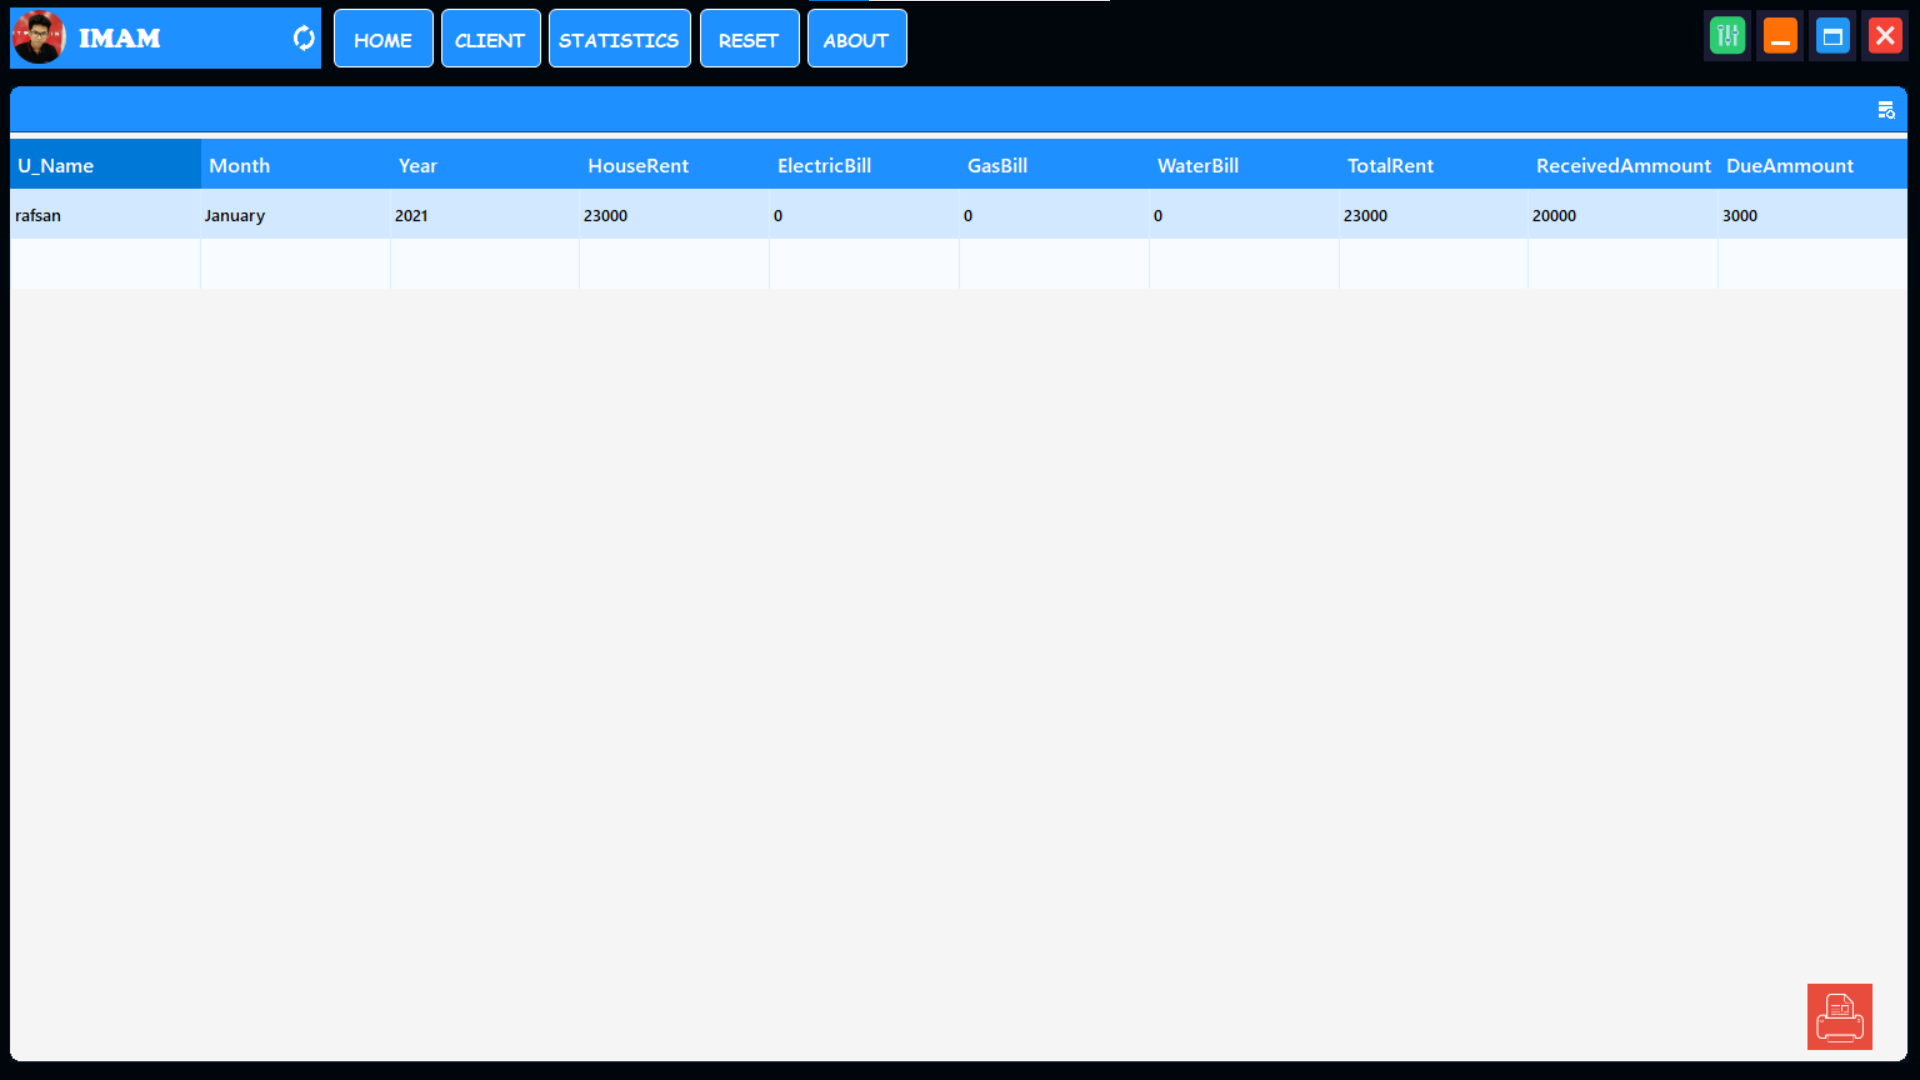 IMAM HOME CLIENT STATISTICS RESET ABOUT
U_Name Month Year HouseRent ElectricBill GasBill WaterBill TotalRent ReceivedAmmount DueAmmount
rafsan January 2021 23000 0 0 0 23000 20000 3000